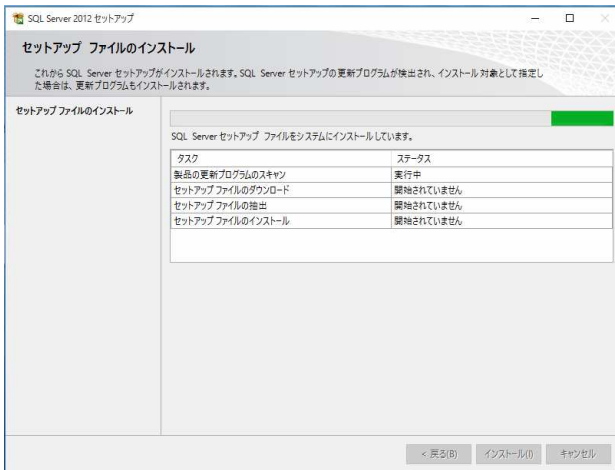 SQL Server 2012 セットアップ
セットアップ ファイルのインストール
これから SQL Server セットアップがインストールされます。SQL Server セットアップの更新プログラムが検出され、インストール対象として指定し
た場合は、更新プログラムもインストールされます。
セットアップ ファイルのインストール
SQL Server セットアップ ファイルをシステムにインストールしています。
タスク ステータス
製品の更新プログラムのスキャン 実行中
セットアップ ファイルのダウンロード 開始されていません
セットアップ ファイルの抽出 開始されていません
セットアップ ファイルのインストール 開始されていません
< 戻る(B) インストール(I) キャンセル